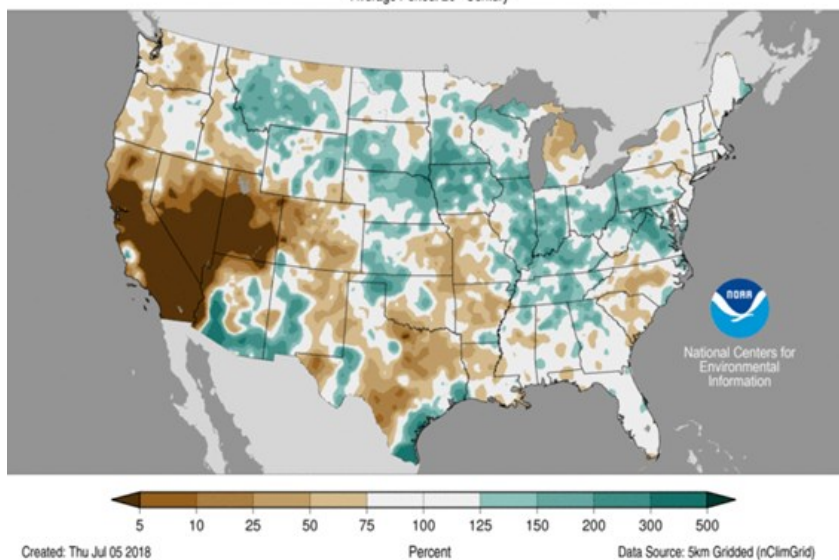 NOAA
National Centers for
Environmental
Information
5 10 25 50 75 100 125 150 200 300 500
Created: Thu Jul 05 2018 Percent Data Source: 5km Gridded (nClimGrid)